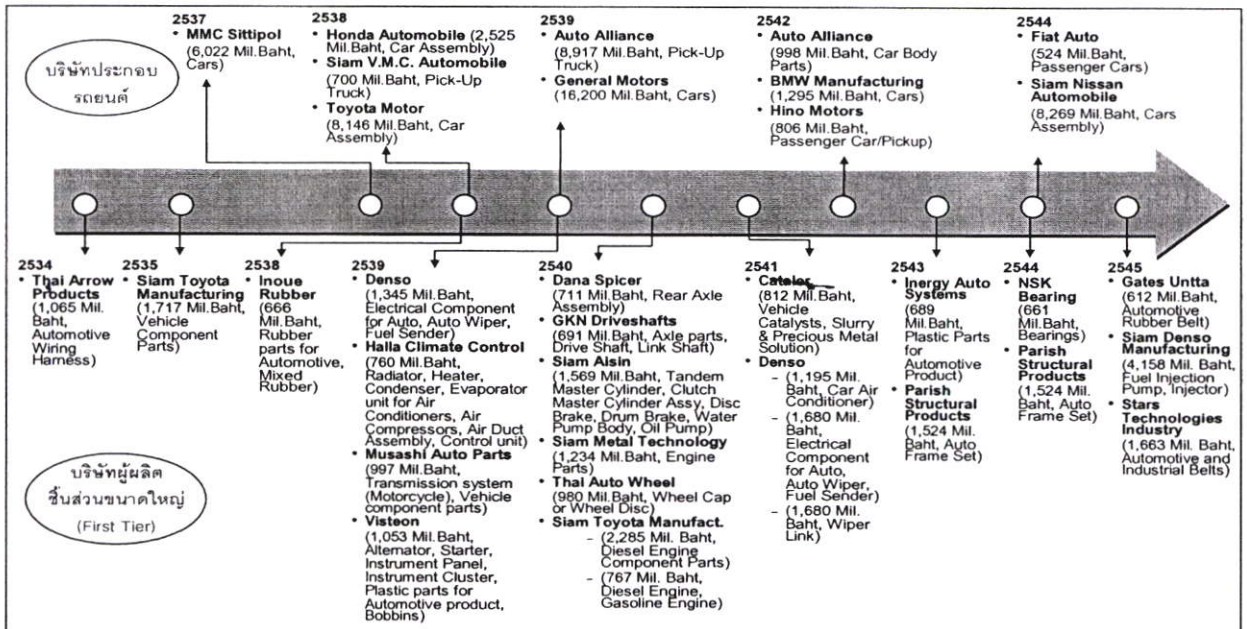 2537
• MMC Sittipol
(6,022 Mil.Baht,
Cars)
2538
• Honda Automobile (2,525
Mil.Baht, Car Assembly)
• Siam V.M.C. Automobile
(700 Mil.Baht, Pick-Up
Truck)
• Toyota Motor
(8,146 Mil.Baht, Car
Assembly)
2539
• Auto Alliance
(8,917 Mil.Baht, Pick-Up
Truck)
• General Motors
(16,200 Mil.Baht, Cars)
2542
• Auto Alliance
(998 Mil.Baht, Car Body
Parts)
• BMW Manufacturing
(1,295 Mil.Baht, Cars)
• Hino Motors
(806 Mil.Baht,
Passenger Car/Pickup)
2544
• Fiat Auto
(524 Mil.Baht,
Passenger Cars)
• Siam Nissan
Automobile
(8,269 Mil.Baht, Cars
Assembly)
บริษัทประกอบ
รถยนต์
2534
• Thai Arrow
Products
(1,065 Mil.
Baht,
Automotive
Wiring
Harness)
2535
• Siam Toyota
Manufacturing
(1,717 Mil.Baht,
Vehicle
Component
Parts)
2538
• Inoue
Rubber
(666
Mil.Baht,
Rubber
parts for
Automotive,
Mixed
Rubber)
2539
• Denso
(1,345 Mil.Baht,
Electrical Component
for Auto, Auto Wiper,
Fuel Sender)
• Halla Climate Control
(760 Mil.Baht,
Radiator, Heater,
Condenser, Evaporator
unit for Air
Conditioners, Air
Compressors, Air Duct
Assembly, Control unit)
• Musashi Auto Parts
(997 Mil.Baht,
Transmission system
(Motorcycle), Vehicle
component parts)
• Visteon
(1,053 Mil.Baht,
Alternator, Starter,
Instrument Panel,
Instrument Cluster,
Plastic parts for
Automotive product,
Bobbins)
2540
• Dana Spicer
(711 Mil.Baht, Rear Axle
Assembly)
• GKN Driveshafts
(691 Mil.Baht, Axle parts,
Drive Shaft, Link Shaft)
• Siam Alsin
(1,569 Mil.Baht, Tandem
Master Cylinder, Clutch
Master Cylinder Assy, Disc
Brake, Drum Brake, Water
Pump Body, Oil Pump)
• Siam Metal Technology
(1,234 Mil.Baht, Engine
Parts)
• Thai Auto Wheel
(980 Mil.Baht, Wheel Cap
or Wheel Disc)
• Siam Toyota Manufact.
– (2,285 Mil. Baht,
Diesel Engine
Component Parts)
– (767 Mil. Baht,
Diesel Engine,
Gasoline Engine)
2541
• Cataler
(812 Mil.Baht,
Vehicle
Catalysts, Slurry
& Precious Metal
Solution)
• Denso
– (1,195 Mil.
Baht, Car Air
Conditioner)
– (1,680 Mil.
Baht,
Electrical
Component
for Auto,
Auto Wiper,
Fuel Sender)
– (1,680 Mil.
Baht, Wiper
Link)
2543
• Inergy Auto
Systems
(689
Mil.Baht,
Plastic Parts
for
Automotive
Product)
• Parish
Structural
Products
(1,524 Mil.
Baht, Auto
Frame Set)
2544
• NSK
Bearing
(661
Mil.Baht,
Bearings)
• Parish
Structural
Products
(1,524 Mil.
Baht, Auto
Frame Set)
2545
• Gates Untta
(612 Mil.Baht,
Automotive
Rubber Belt)
• Siam Denso
Manufacturing
(4,158 Mil. Baht,
Fuel Injection
Pump, Injector)
• Stars
Technologies
Industry
(1,663 Mil. Baht,
Automotive and
Industrial Belts)
บริษัทผู้ผลิต
ชิ้นส่วนขนาดใหญ่
(First Tier)